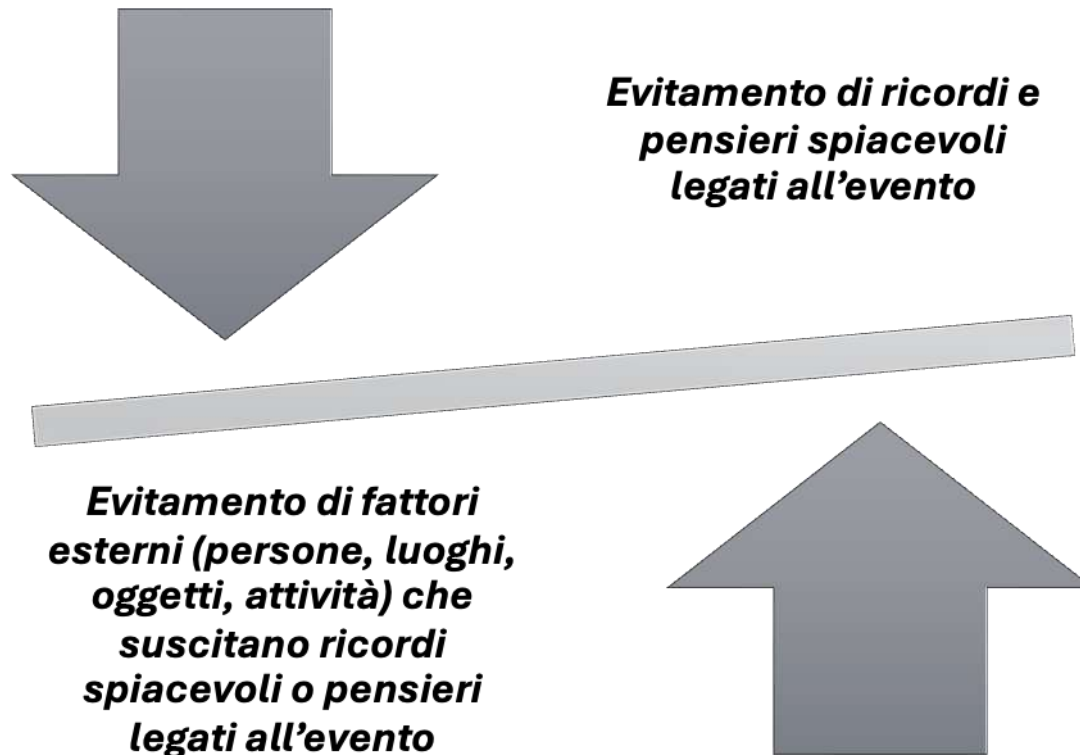 Evitamento di ricordi e
pensieri spiacevoli
legati all’evento
Evitamento di fattori
esterni (persone, luoghi,
oggetti, attività) che
suscitano ricordi
spiacevoli o pensieri
legati all’evento